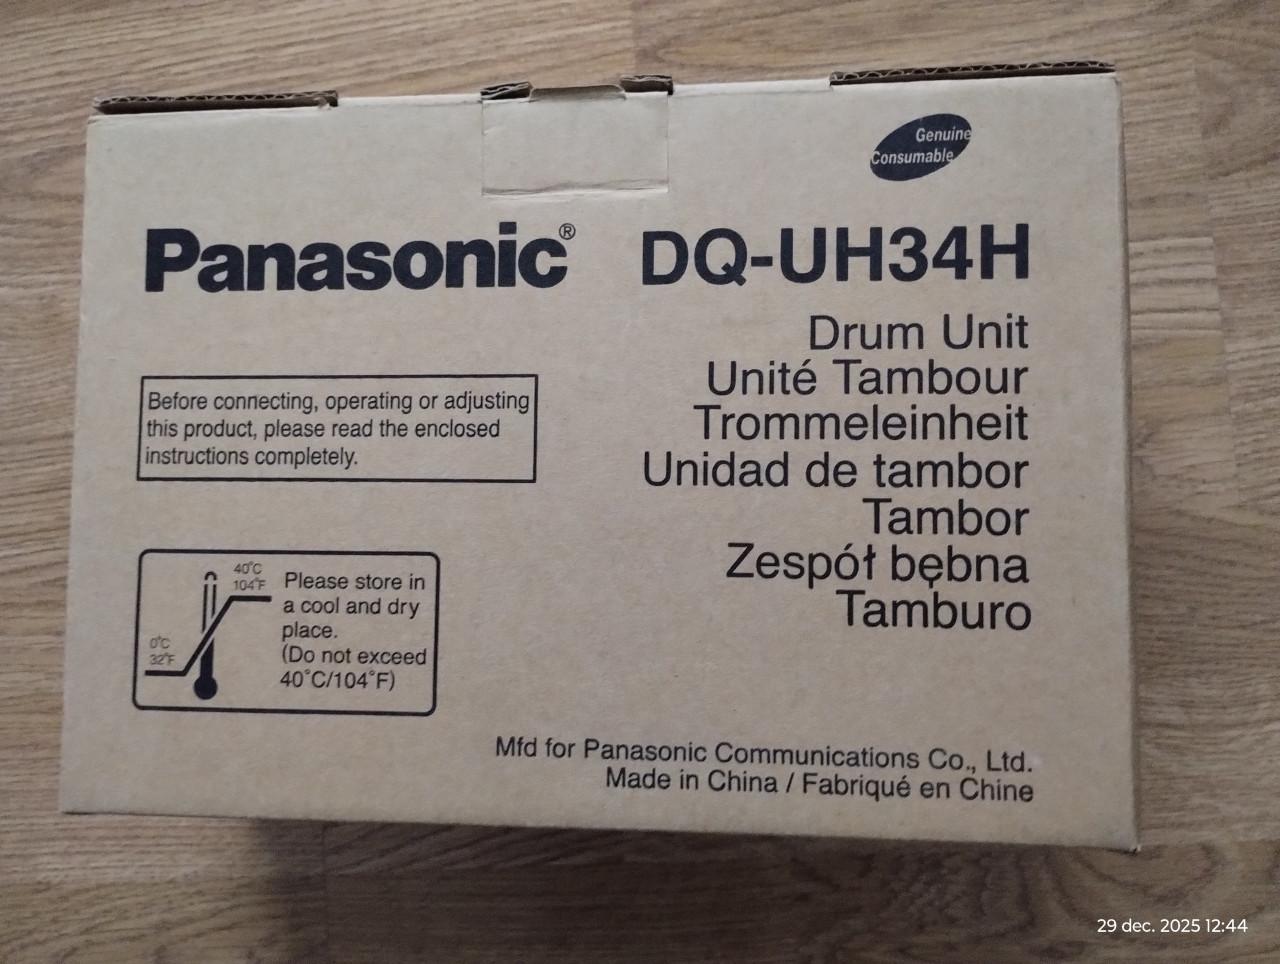 Genuine
Consumable
Panasonic® DQ-UH34H
Drum Unit
Unité Tambour
Trommeleinheit
Unidad de tambor
Tambor
Zespół bębna
Tamburo
Before connecting, operating or adjusting
this product, please read the enclosed
instructions completely.
40°C
104°F
0°C
32°F
Please store in
a cool and dry
place.
(Do not exceed
40°C/104°F)
Mfd for Panasonic Communications Co., Ltd.
Made in China / Fabriqué en Chine
29 dec. 2025 12:44